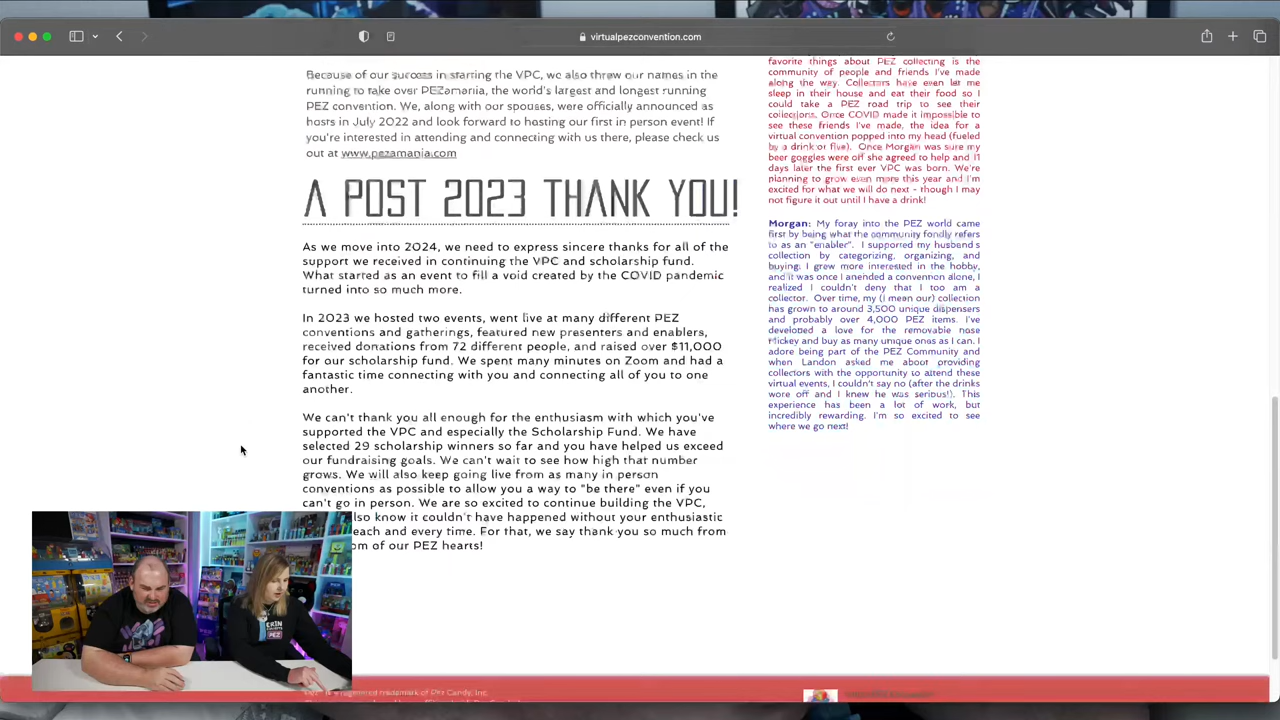 virtualpezconvention.com
Because of our success in starting the VPC, we also threw our names in the
running to take over PEZamania, the world's largest and longest running
PEZ convention. We, along with our spouses, were officially announced as
hosts in July 2022 and look forward to hosting our first in person event! If
you're interested in attending and connecting with us there, please check us
out at www.pezamania.com
A POST 2023 THANK YOU!
As we move into 2024, we need to express sincere thanks for all of the
support we received in continuing the VPC and scholarship fund.
What started as an event to fill a void created by the COVID pandemic
turned into so much more.
In 2023 we hosted two events, went live at many different PEZ
conventions and gatherings, featured new presenters and enablers,
received donations from 72 different people, and raised over $11,000
for our scholarship fund. We spent many minutes on Zoom and had a
fantastic time connecting with you and connecting all of you to one
another.
We can't thank you all enough for the enthusiasm with which you've
supported the VPC and especially the Scholarship Fund. We have
selected 29 scholarship winners so far and you have helped us exceed
our fundraising goals. We can't wait to see how high that number
grows. We will also keep going live from as many in person
conventions as possible to allow you a way to "be there" even if you
can't go in person. We are so excited to continue building the VPC,
lso know it couldn't have happened without your enthusiastic
each and every time. For that, we say thank you so much from
om of our PEZ hearts!
favorite things about PEZ collecting is the
community of people and friends I've made
along the way. Collectors have even let me
sleep in their house and eat their food so I
could take a PEZ road trip to see their
collections. Once COVID made it impossible to
see these friends I've made, the idea for a
virtual convention popped into my head (fueled
by a drink or five). Once Morgan was sure my
beer goggles were off she agreed to help and 11
days later the first ever VPC was born. We're
planning to grow even more this year and I'm
excited for what we will do next - though I may
not figure it out until I have a drink!
Morgan: My foray into the PEZ world came
first by being what the community fondly refers
to as an "enabler". I supported my husband's
collection by categorizing, organizing, and
buying. I grew more interested in the hobby,
and it was once I attended a convention alone, I
realized I couldn't deny that I too am a
collector. Over time, my (I mean our) collection
has grown to around 3,500 unique dispensers
and probably over 4,000 PEZ items. I've
developed a love for the removable nose
Mickey and buy as many unique ones as I can. I
adore being part of the PEZ Community and
when Landon asked me about providing
collectors with the opportunity to attend these
virtual events, I couldn't say no (after the drinks
wore off and I knew he was serious!). This
experience has been a lot of work, but
incredibly rewarding. I'm so excited to see
where we go next!
ERIN
PEZ
is a registered trademark of Pez Candy, Inc.